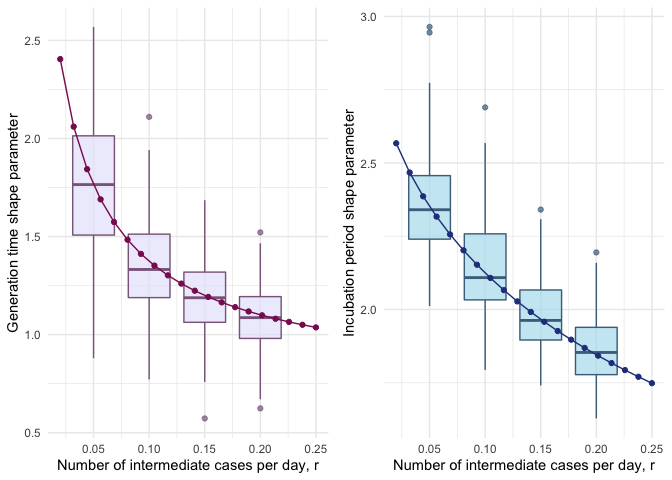 Generation time shape parameter
2.5
2.0
1.5
1.0
0.5
0.05 0.10 0.15 0.20 0.25
Number of intermediate cases per day, r
Incubation period shape parameter
3.0
2.5
2.0
0.05 0.10 0.15 0.20 0.25
Number of intermediate cases per day, r